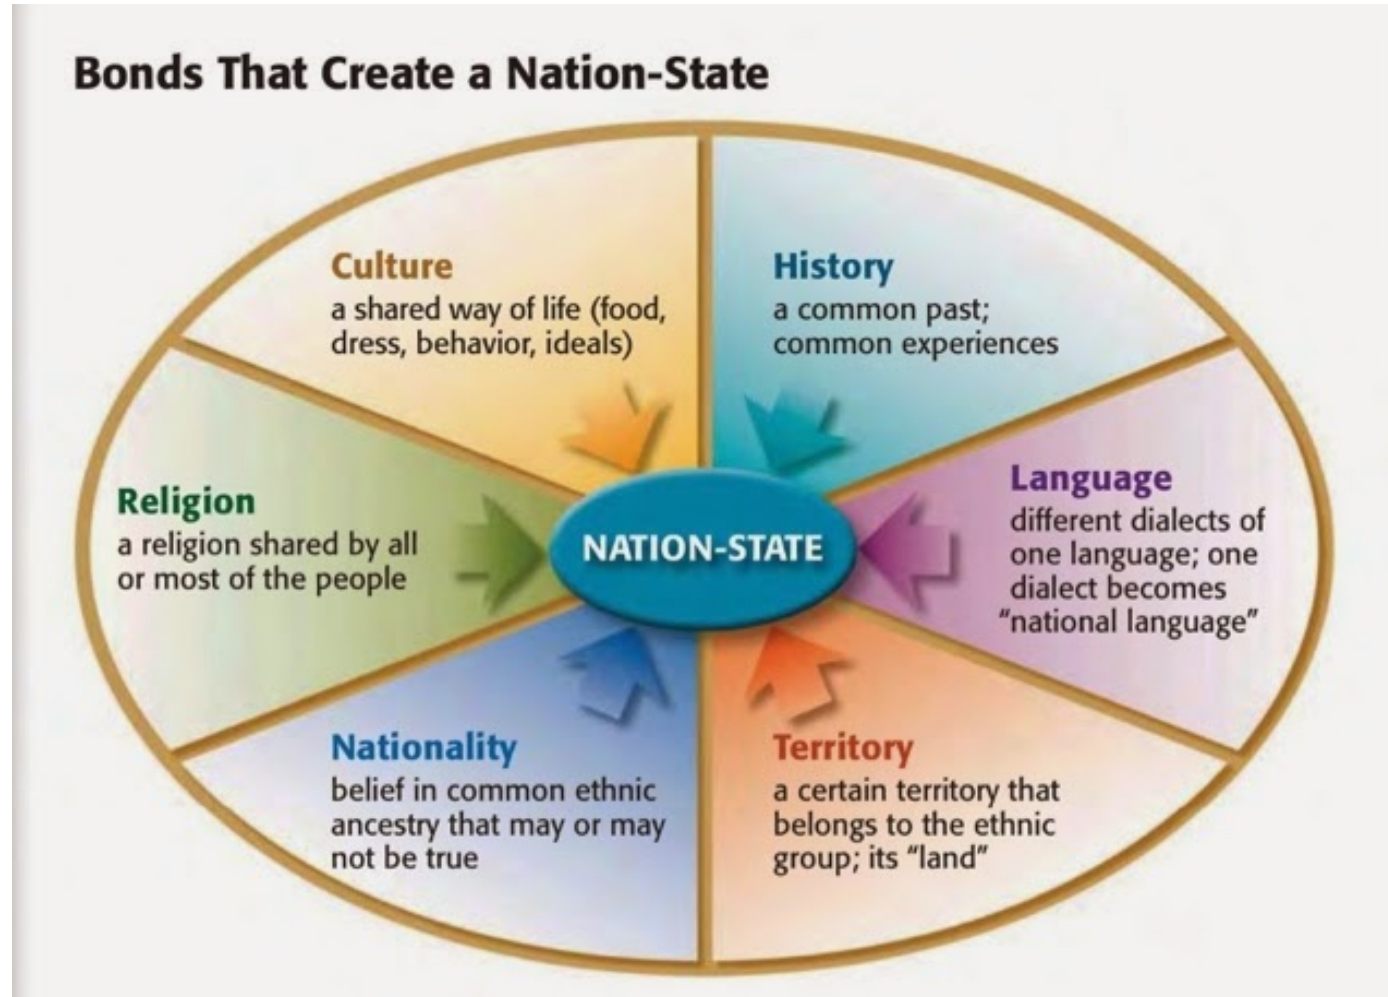 Bonds That Create a Nation-State
Culture
a shared way of life (food,
dress, behavior, ideals)
History
a common past;
common experiences
Religion
a religion shared by all
or most of the people
NATION-STATE
Language
different dialects of
one language; one
dialect becomes
“national language”
Nationality
belief in common ethnic
ancestry that may or may
not be true
Territory
a certain territory that
belongs to the ethnic
group; its “land”